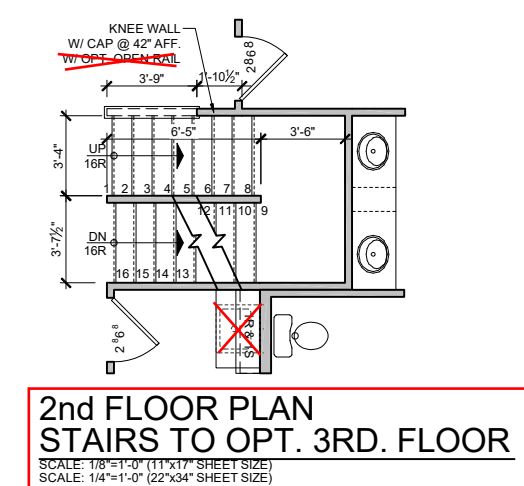 KNEE WALL
W/ CAP @ 42" AFF.
W/ OPT. OPEN RAIL
2868
3'-9"
1'-10½"
6'-5"
3'-6"
3'-4"
UP
16R
1 2 3 4 5 6 7 8
12 11 10 9
3'-7½"
DN
16R
16 15 14 13
2868
R & 1S
2nd FLOOR PLAN
STAIRS TO OPT. 3RD. FLOOR
SCALE: 1/8"=1'-0" (11"x17" SHEET SIZE)
SCALE: 1/4"=1'-0" (22"x34" SHEET SIZE)